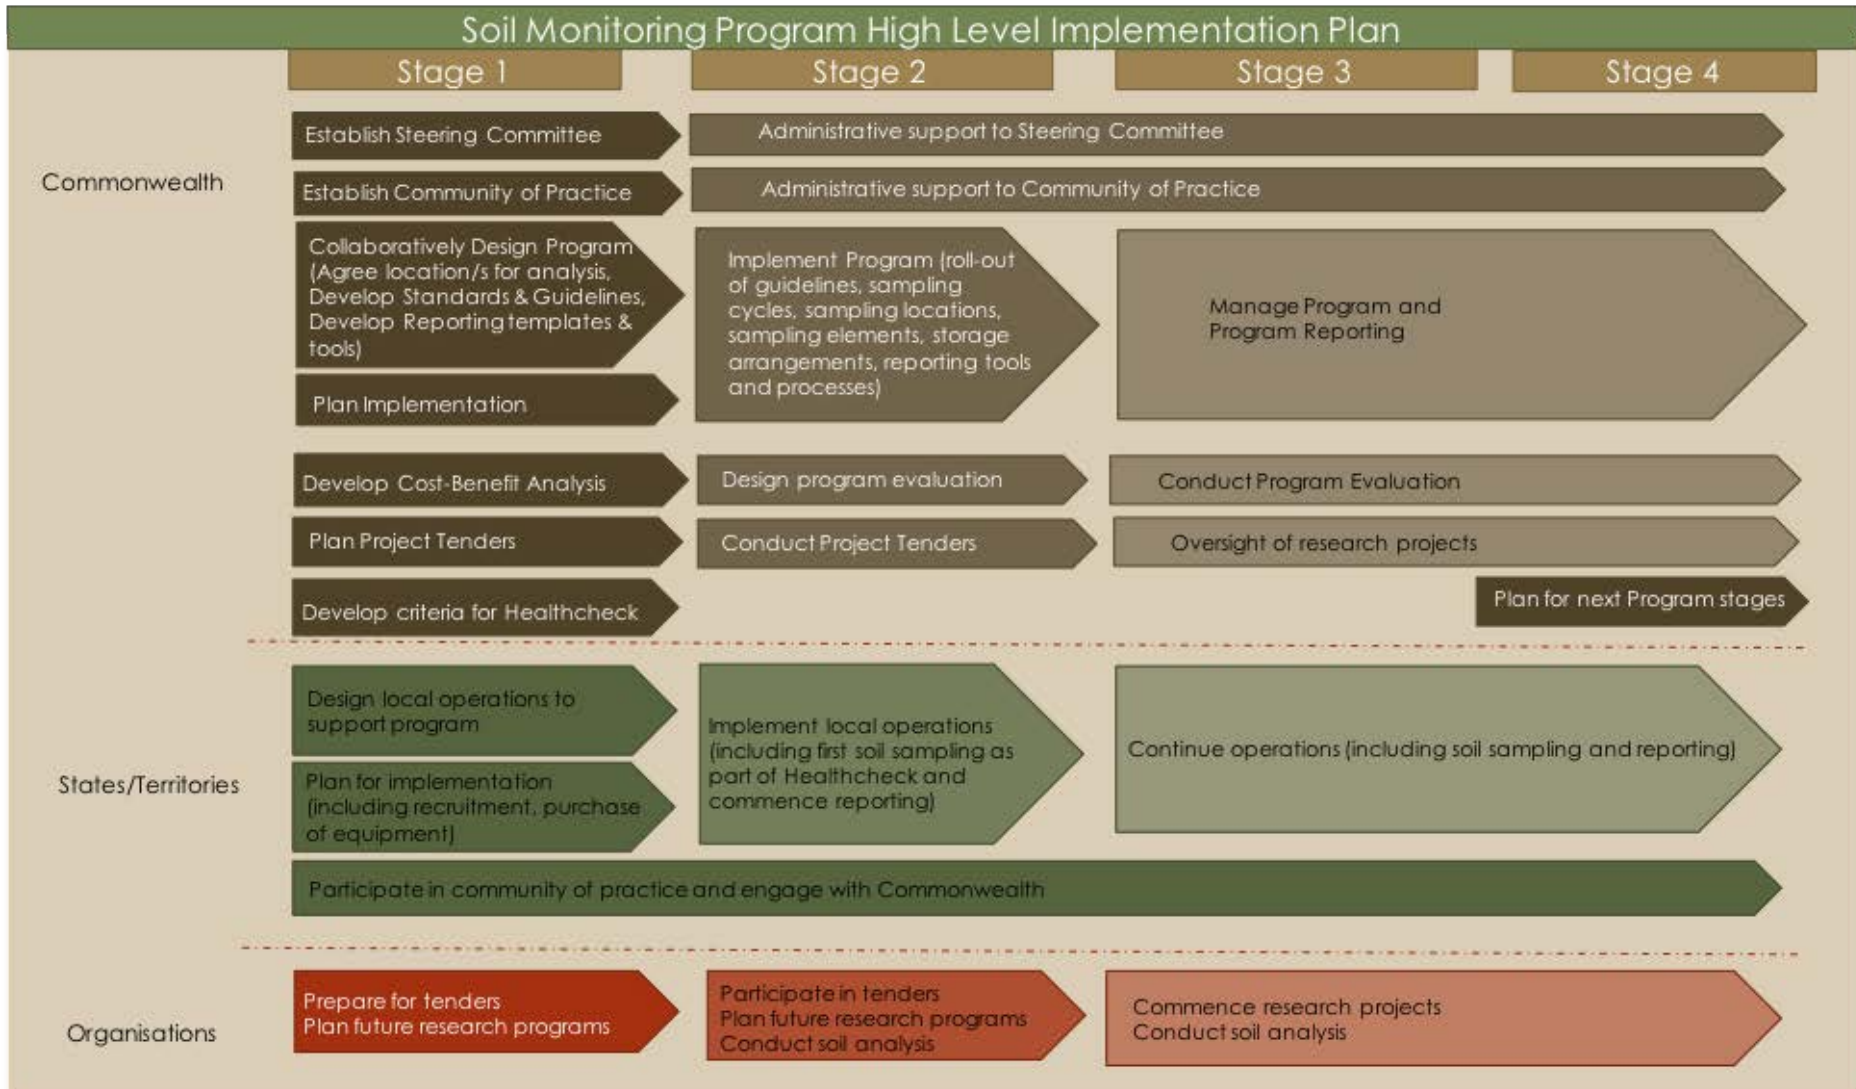 Soil Monitoring Program High Level Implementation Plan
Stage 1
Stage 2
Stage 3
Stage 4
Commonwealth
Establish Steering Committee
Administrative support to Steering Committee
Establish Community of Practice
Administrative support to Community of Practice
Collaboratively Design Program
(Agree location/s for analysis,
Develop Standards & Guidelines,
Develop Reporting templates &
tools)
Plan Implementation
Implement Program (roll-out
of guidelines, sampling
cycles, sampling locations,
sampling elements, storage
arrangements, reporting tools
and processes)
Manage Program and
Program Reporting
Develop Cost-Benefit Analysis
Design program evaluation
Conduct Program Evaluation
Plan Project Tenders
Conduct Project Tenders
Oversight of research projects
Develop criteria for Healthcheck
Plan for next Program stages
States/Territories
Design local operations to
support program
Plan for implementation
(including recruitment, purchase
of equipment)
Implement local operations
(including first soil sampling as
part of Healthcheck and
commence reporting)
Continue operations (including soil sampling and reporting)
Participate in community of practice and engage with Commonwealth
Organisations
Prepare for tenders
Plan future research programs
Participate in tenders
Plan future research programs
Conduct soil analysis
Commence research projects
Conduct soil analysis